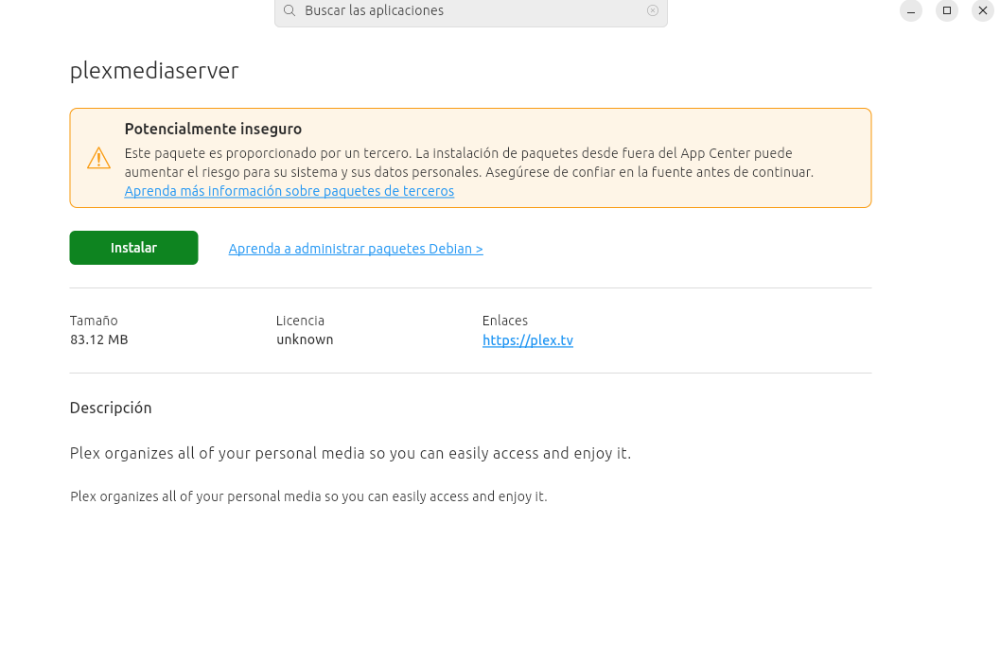 Buscar las aplicaciones
plexmediaserver
Potencialmente inseguro
Este paquete es proporcionado por un tercero. La instalación de paquetes desde fuera del App Center puede
aumentar el riesgo para su sistema y sus datos personales. Asegúrese de confiar en la fuente antes de continuar.
Aprenda más información sobre paquetes de terceros
Instalar
Aprenda a administrar paquetes Debian >
Tamaño Licencia Enlaces
83.12 MB unknown https://plex.tv
Descripción
Plex organizes all of your personal media so you can easily access and enjoy it.
Plex organizes all of your personal media so you can easily access and enjoy it.